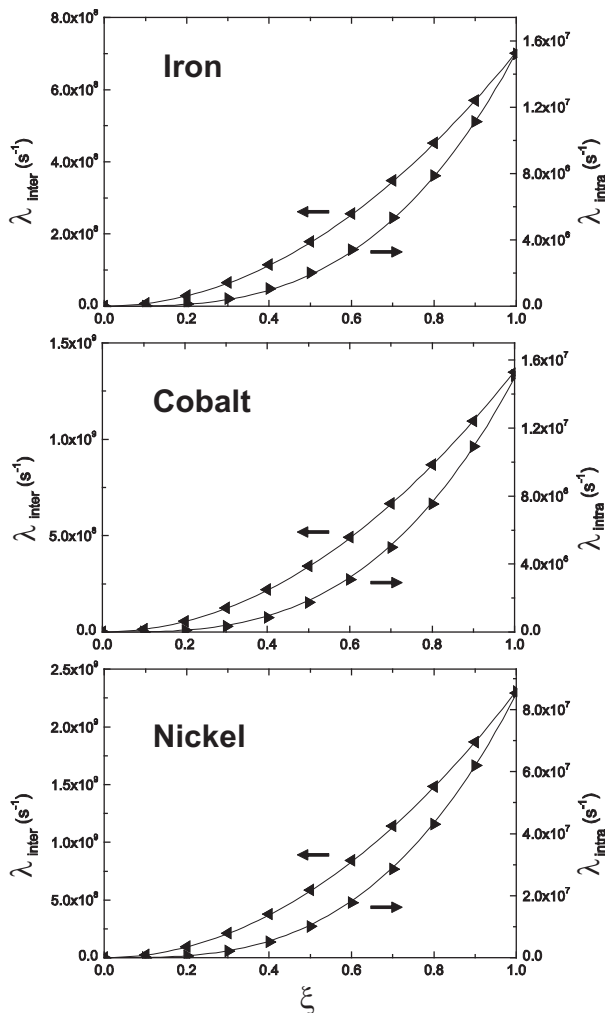 Iron
λ inter (s⁻¹)
8.0x10⁸
6.0x10⁸
4.0x10⁸
2.0x10⁸
0.0
λ intra (s⁻¹)
1.6x10⁷
1.2x10⁷
8.0x10⁶
4.0x10⁶
0.0
0.0 0.2 0.4 0.6 0.8 1.0
Cobalt
λ inter (s⁻¹)
1.5x10⁹
1.0x10⁹
5.0x10⁸
0.0
λ intra (s⁻¹)
1.6x10⁷
1.2x10⁷
8.0x10⁶
4.0x10⁶
0.0
0.0 0.2 0.4 0.6 0.8 1.0
Nickel
λ inter (s⁻¹)
2.5x10⁹
2.0x10⁹
1.5x10⁹
1.0x10⁹
5.0x10⁸
0.0
λ intra (s⁻¹)
8.0x10⁷
6.0x10⁷
4.0x10⁷
2.0x10⁷
0.0
0.0 0.2 0.4 0.6 0.8 1.0
ξ